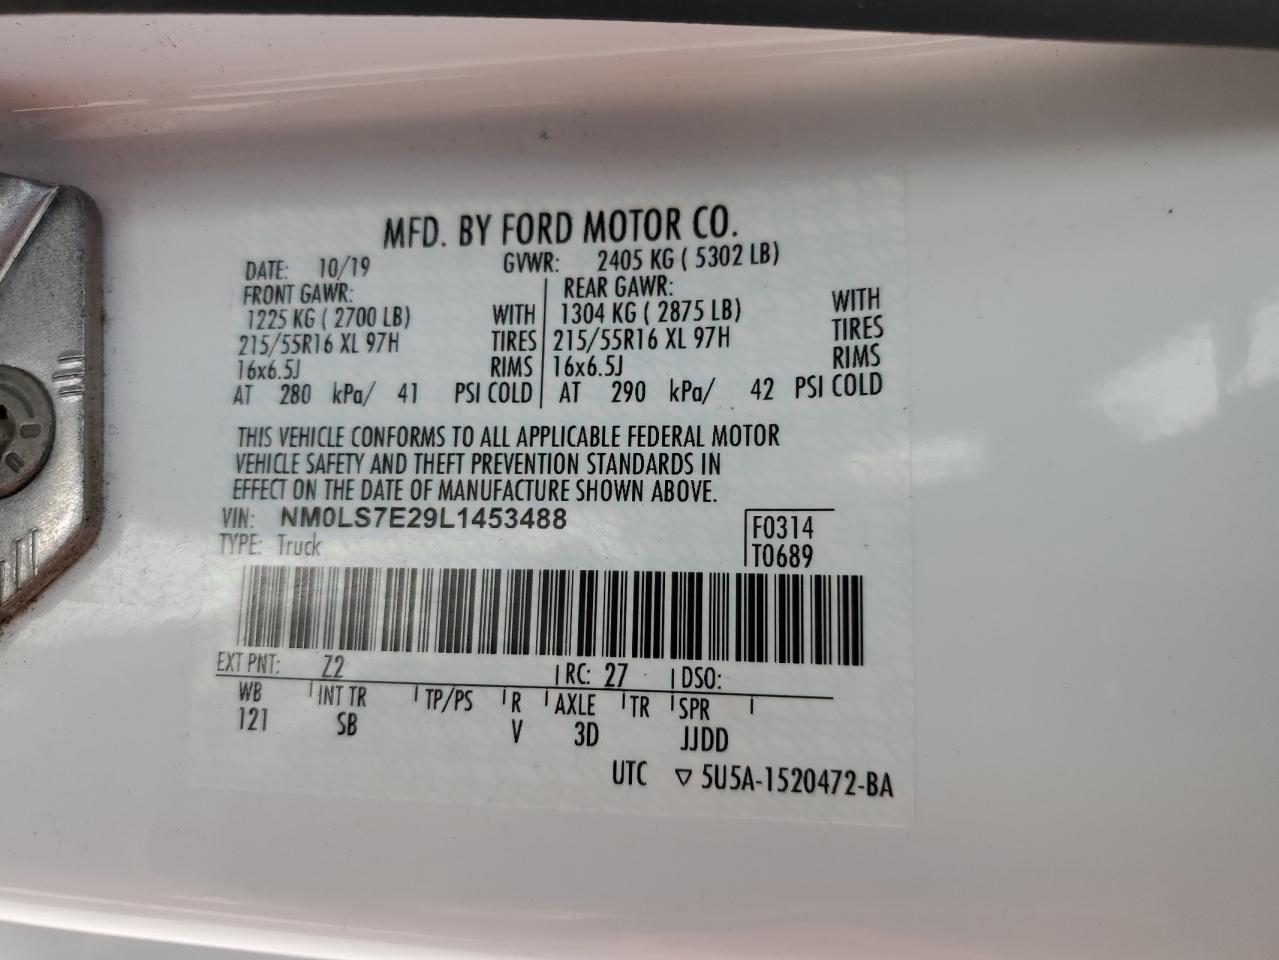 MFD. BY FORD MOTOR CO.
DATE: 10/19 GVWR: 2405 KG ( 5302 LB)
FRONT GAWR: REAR GAWR:
1225 KG ( 2700 LB) WITH 1304 KG ( 2875 LB) WITH
215/55R16 XL 97H TIRES 215/55R16 XL 97H TIRES
16x6.5J RIMS 16x6.5J RIMS
AT 280 kPa/ 41 PSI COLD AT 290 kPa/ 42 PSI COLD
THIS VEHICLE CONFORMS TO ALL APPLICABLE FEDERAL MOTOR
VEHICLE SAFETY AND THEFT PREVENTION STANDARDS IN
EFFECT ON THE DATE OF MANUFACTURE SHOWN ABOVE.
VIN: NM0LS7E29L1453488 F0314
TYPE: Truck T0689
EXT PNT: Z2 RC: 27 DSO:
WB INT TR TP/PS R AXLE TR SPR
121 SB V 3D JJDD
UTC ▽ 5U5A-1520472-BA